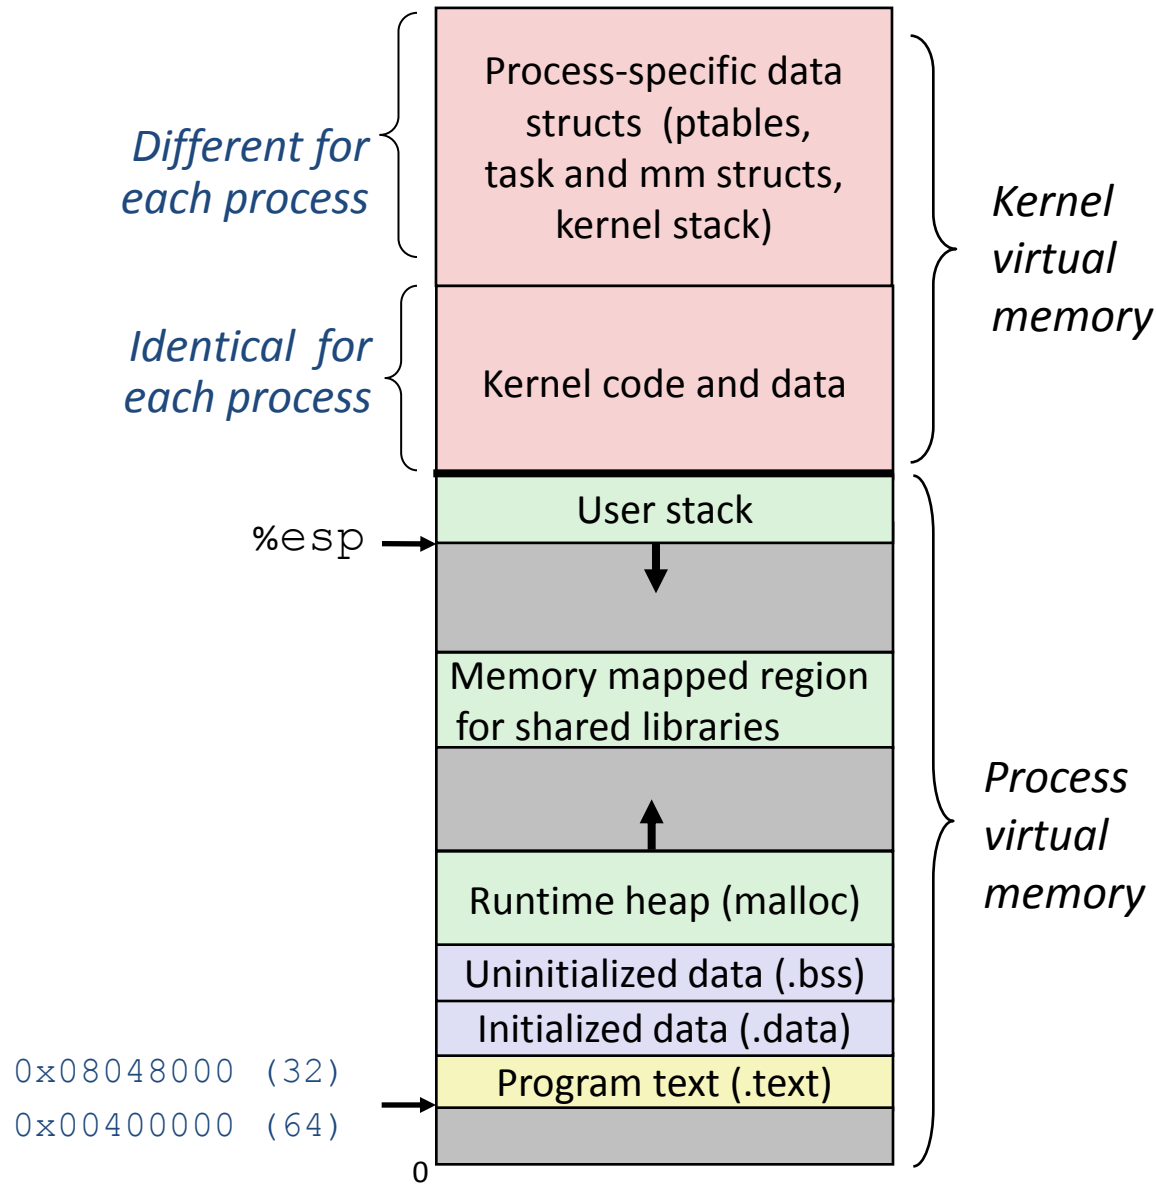 Process-specific data
structs (ptables,
task and mm structs,
kernel stack)
Different for
each process
Kernel
virtual
memory
Identical for
each process
Kernel code and data
User stack
%esp
Memory mapped region
for shared libraries
Process
virtual
memory
Runtime heap (malloc)
Uninitialized data (.bss)
Initialized data (.data)
Program text (.text)
0x08048000 (32)
0x00400000 (64)
0